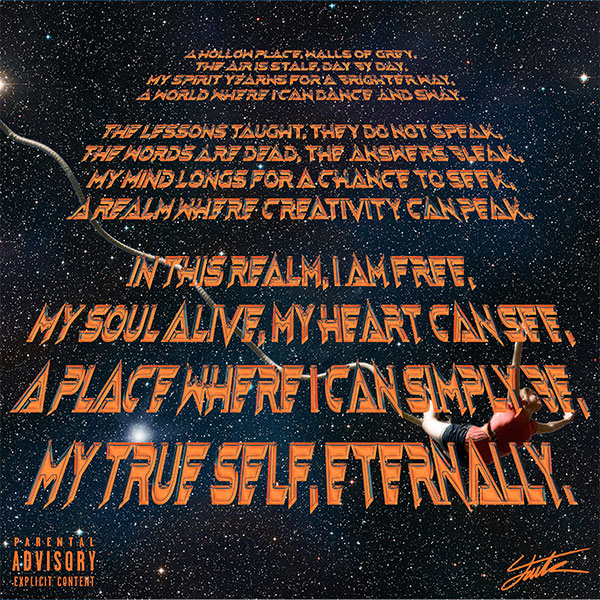 A HOLLOW PLACE, WALLS OF GREY,
THE AIR IS STALE, DAY BY DAY.
MY SPIRIT YEARNS FOR A BRIGHTER WAY,
A WORLD WHERE I CAN DANCE AND SWAY.
THE LESSONS TAUGHT, THEY DO NOT SPEAK,
THE WORDS ARE DEAD, THE ANSWERS BLEAK,
MY MIND LONGS FOR A CHANCE TO SEEK,
A REALM WHERE CREATIVITY CAN PEAK.
IN THIS REALM, I AM FREE,
MY SOUL ALIVE, MY HEART CAN SEE,
A PLACE WHERE I CAN SIMPLY BE,
MY TRUE SELF, ETERNALLY.
PARENTAL
ADVISORY
EXPLICIT CONTENT